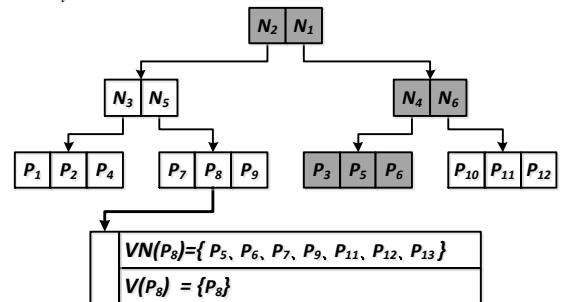 N2 N1
N3 N5 N4 N6
P1 P2 P4 P7 P8 P9 P3 P5 P6 P10 P11 P12
VN(P8)={ P5、P6、P7、P9、P11、P12、P13 }
V(P8) = {P8}